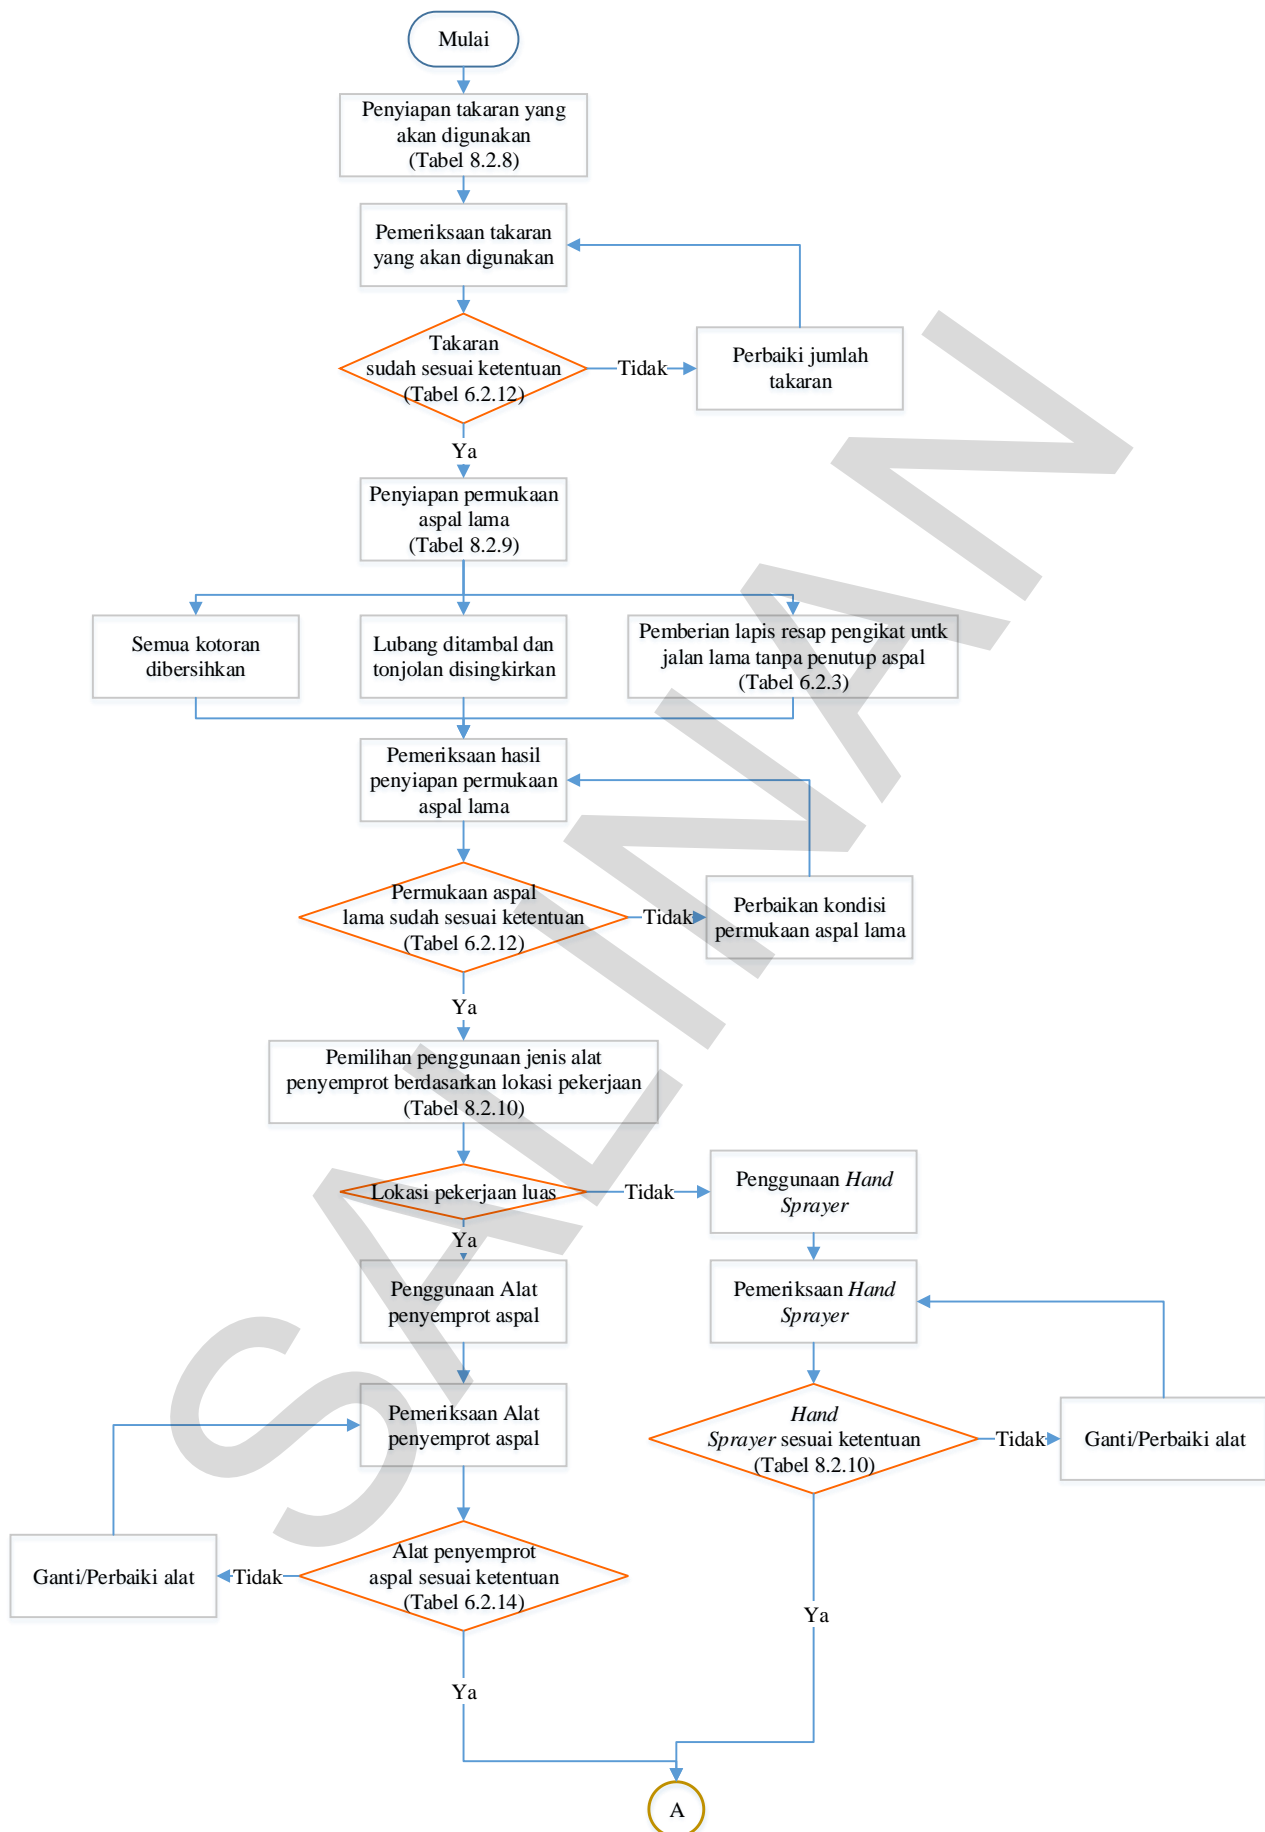 Mulai
Penyiapan takaran yang
akan digunakan
(Tabel 8.2.8)
Pemeriksaan takaran
yang akan digunakan
Takaran
sudah sesuai ketentuan
(Tabel 6.2.12)
Tidak
Perbaiki jumlah
takaran
Ya
Penyiapan permukaan
aspal lama
(Tabel 8.2.9)
Semua kotoran
dibersihkan
Lubang ditambal dan
tonjolan disingkirkan
Pemberian lapis resap pengikat untk
jalan lama tanpa penutup aspal
(Tabel 6.2.3)
Pemeriksaan hasil
penyiapan permukaan
aspal lama
Permukaan aspal
lama sudah sesuai ketentuan
(Tabel 6.2.12)
Tidak
Perbaikan kondisi
permukaan aspal lama
Ya
Pemilihan penggunaan jenis alat
penyemprot berdasarkan lokasi pekerjaan
(Tabel 8.2.10)
Lokasi pekerjaan luas
Tidak
Penggunaan Hand
Sprayer
Ya
Penggunaan Alat
penyemprot aspal
Pemeriksaan Hand
Sprayer
Pemeriksaan Alat
penyemprot aspal
Hand
Sprayer sesuai ketentuan
(Tabel 8.2.10)
Tidak
Ganti/Perbaiki alat
Alat penyemprot
aspal sesuai ketentuan
(Tabel 6.2.14)
Tidak
Ganti/Perbaiki alat
Ya
Ya
A
SALINAN